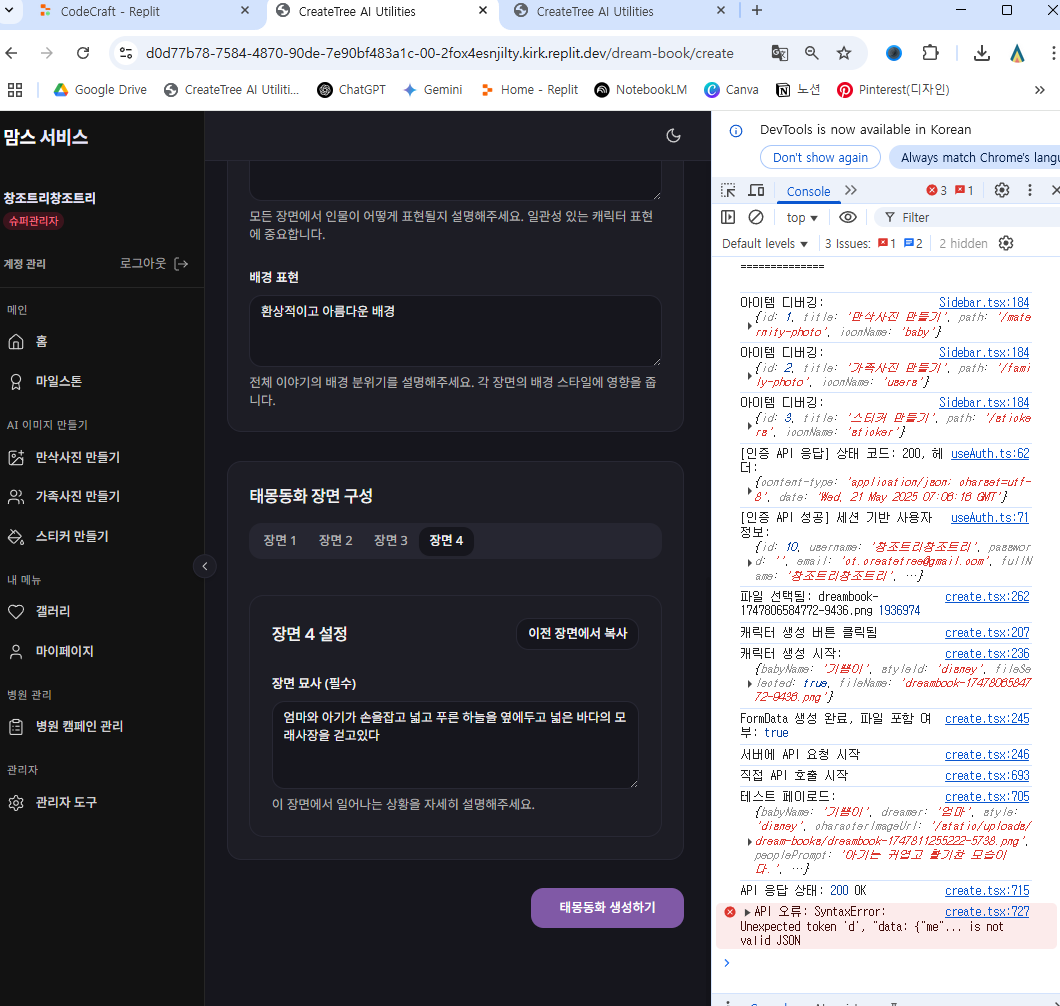 CodeCraft - Replit
CreateTree AI Utilities
CreateTree AI Utilities
d0d77b78-7584-4870-90de-7e90bf483a1c-00-2fox4esnjilty.kirk.replit.dev/dream-book/create
Google Drive
CreateTree AI Utiliti...
ChatGPT
Gemini
Home - Replit
NotebookLM
Canva
노션
Pinterest(디자인)
맘스 서비스
창조트리창조트리
슈퍼관리자
계정 관리
로그아웃
메인
홈
마일스톤
AI 이미지 만들기
만삭사진 만들기
가족사진 만들기
스티커 만들기
내 메뉴
갤러리
마이페이지
병원 관리
병원 캠페인 관리
관리자
관리자 도구
모든 장면에서 인물이 어떻게 표현될지 설명해주세요. 일관성 있는 캐릭터 표현
에 중요합니다.
배경 표현
환상적이고 아름다운 배경
전체 이야기의 배경 분위기를 설명해주세요. 각 장면의 배경 스타일에 영향을 줍
니다.
태몽동화 장면 구성
장면 1 장면 2 장면 3 장면 4
장면 4 설정
이전 장면에서 복사
장면 묘사 (필수)
엄마와 아기가 손을잡고 넓고 푸른 하늘을 옆에두고 넓은 바다의 모
래사장을 걷고있다
이 장면에서 일어나는 상황을 자세히 설명해주세요.
태몽동화 생성하기
DevTools is now available in Korean
Don't show again
Always match Chrome's langu
Console
3
1
top
Filter
Default levels
3 Issues: 1 2
2 hidden
==============
아이템 디버깅: Sidebar.tsx:184
{id: 1, title: '만삭사진 만들기', path: '/mate
rnity-photo', iconName: 'baby'}
아이템 디버깅: Sidebar.tsx:184
{id: 2, title: '가족사진 만들기', path: '/fami
ly-photo', iconName: 'users'}
아이템 디버깅: Sidebar.tsx:184
{id: 3, title: '스티커 만들기', path: '/sticke
rs', iconName: 'sticker'}
[인증 API 응답] 상태 코드: 200, 헤 useAuth.ts:62
더:
{content-type: 'application/json; charset=utf-
8', date: 'Wed, 21 May 2025 07:06:16 GMT'}
[인증 API 성공] 세션 기반 사용자 useAuth.ts:71
정보:
{id: 10, username: '창조트리창조트리', passwor
d: '', email: 'ct.createtree@gmail.com', fullN
ame: '창조트리창조트리', …}
파일 선택됨: dreambook- create.tsx:262
1747806584772-9436.png 1936974
캐릭터 생성 버튼 클릭됨 create.tsx:207
캐릭터 생성 시작: create.tsx:236
{babyName: '기쁨이', styleId: 'disney', fileSe
lected: true, fileName: 'dreambook-17478065847
72-9436.png'}
FormData 생성 완료, 파일 포함 여 create.tsx:245
부: true
서버에 API 요청 시작 create.tsx:246
직접 API 호출 시작 create.tsx:693
테스트 페이로드: create.tsx:705
{babyName: '기쁨이', dreamer: '엄마', style:
'disney', characterImageUrl: '/static/uploads/
dream-books/dreambook-1747811255222-5738.png',
peoplePrompt: '아기는 귀엽고 활기찬 모습이
다.', …}
API 응답 상태: 200 OK create.tsx:715
API 오류: SyntaxError: create.tsx:727
Unexpected token 'd', "data: {"me"... is not
valid JSON